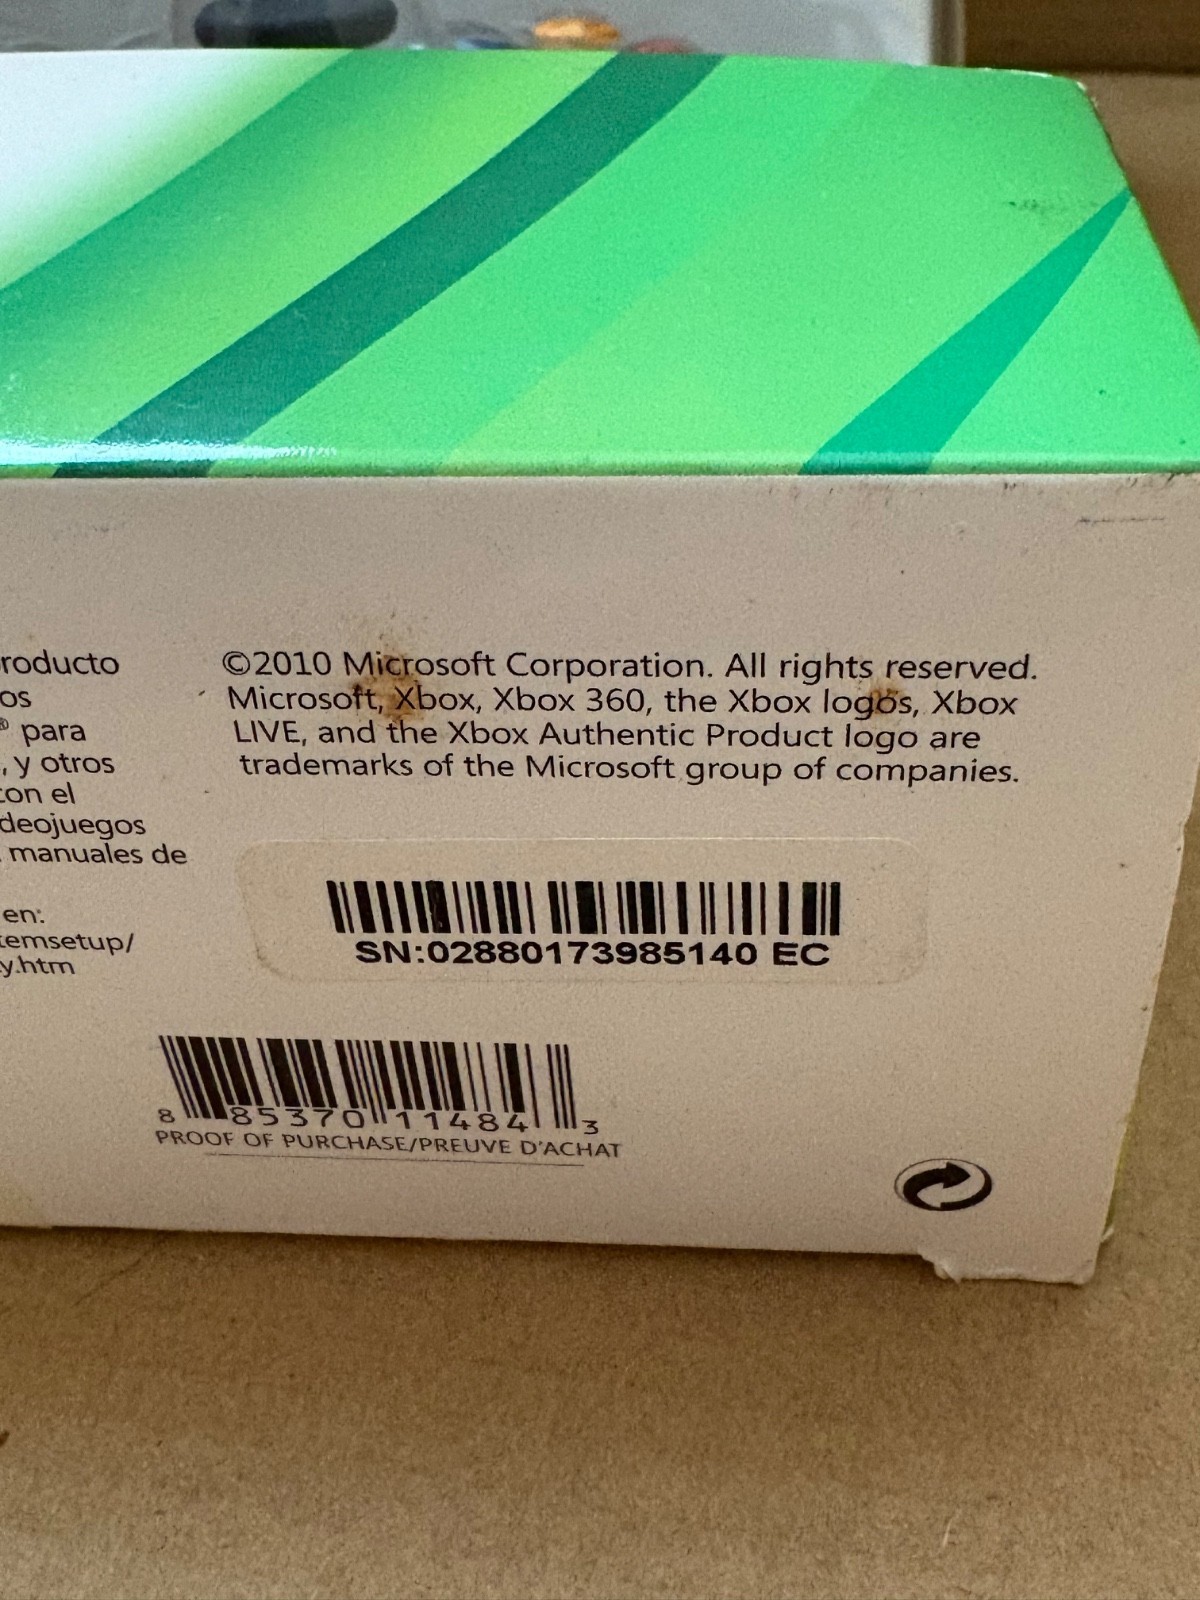 roducto
os
® para
, y otros
con el
deojuegos
manuales de
en:
temsetup/
y.htm
©2010 Microsoft Corporation. All rights reserved.
Microsoft, Xbox, Xbox 360, the Xbox logos, Xbox
LIVE, and the Xbox Authentic Product logo are
trademarks of the Microsoft group of companies.
SN:02880173985140 EC
8 85370 11484 3
PROOF OF PURCHASE/PREUVE D'ACHAT